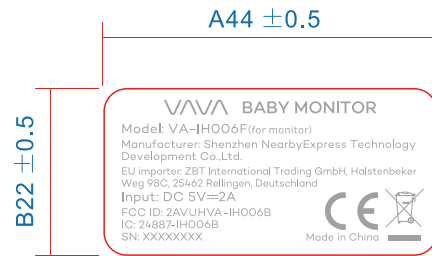 A44 ±0.5
B22 ±0.5
VAVA BABY MONITOR
Model: VA-IH006F(for monitor)
Manufacturer: Shenzhen NearbyExpress Technology
Development Co.,Ltd.
EU importer: ZBT International Trading GmbH, Halstenbeker
Weg 98C, 25462 Rellingen, Deutschland
Input: DC 5V⎓2A
FCC ID: 2AVUHVA-IH006B
IC: 24887-IH006B
SN: XXXXXXXX
CE
Made in China